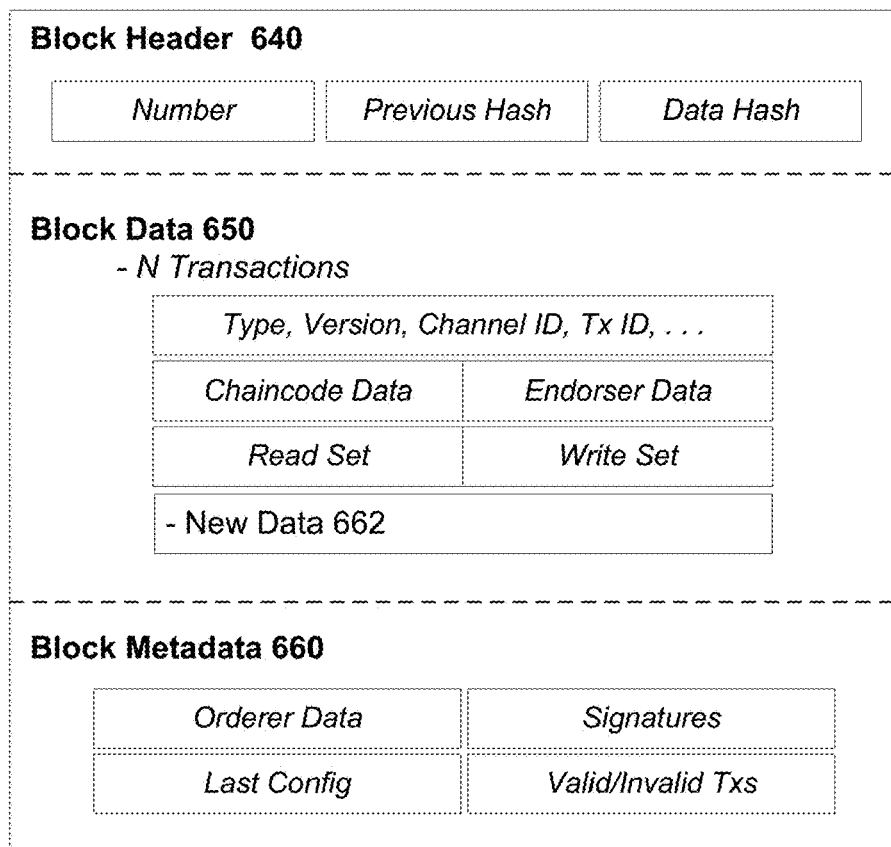 Block Header 640
Number Previous Hash Data Hash
Block Data 650
- N Transactions
Type, Version, Channel ID, Tx ID, . . .
Chaincode Data Endorser Data
Read Set Write Set
- New Data 662
Block Metadata 660
Orderer Data Signatures
Last Config Valid/Invalid Txs